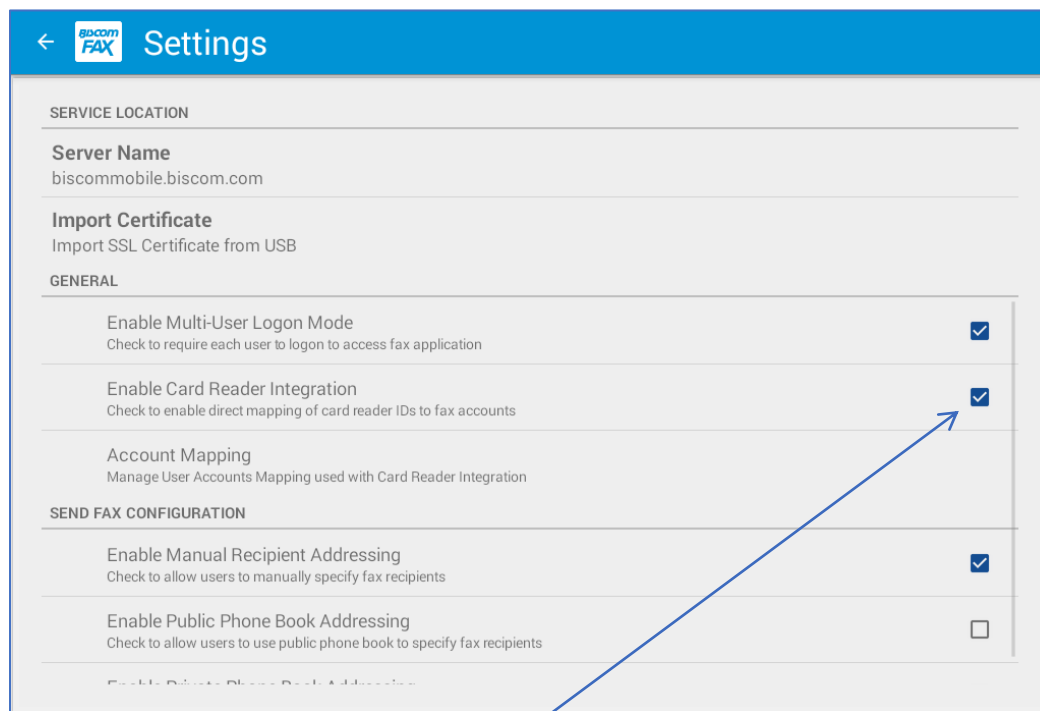 BISCOM
FAX
Settings
SERVICE LOCATION
Server Name
biscommobile.biscom.com
Import Certificate
Import SSL Certificate from USB
GENERAL
Enable Multi-User Logon Mode
Check to require each user to logon to access fax application
Enable Card Reader Integration
Check to enable direct mapping of card reader IDs to fax accounts
Account Mapping
Manage User Accounts Mapping used with Card Reader Integration
SEND FAX CONFIGURATION
Enable Manual Recipient Addressing
Check to allow users to manually specify fax recipients
Enable Public Phone Book Addressing
Check to allow users to use public phone book to specify fax recipients
Enable Private Phone Book Addressing